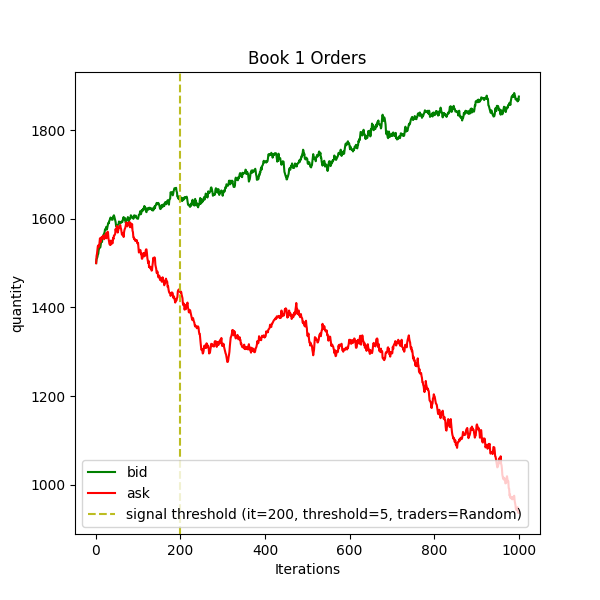 Book 1 Orders
quantity
1800
1600
1400
1200
1000
bid
ask
signal threshold (it=200, threshold=5, traders=Random)
0 200 400 600 800 1000
Iterations